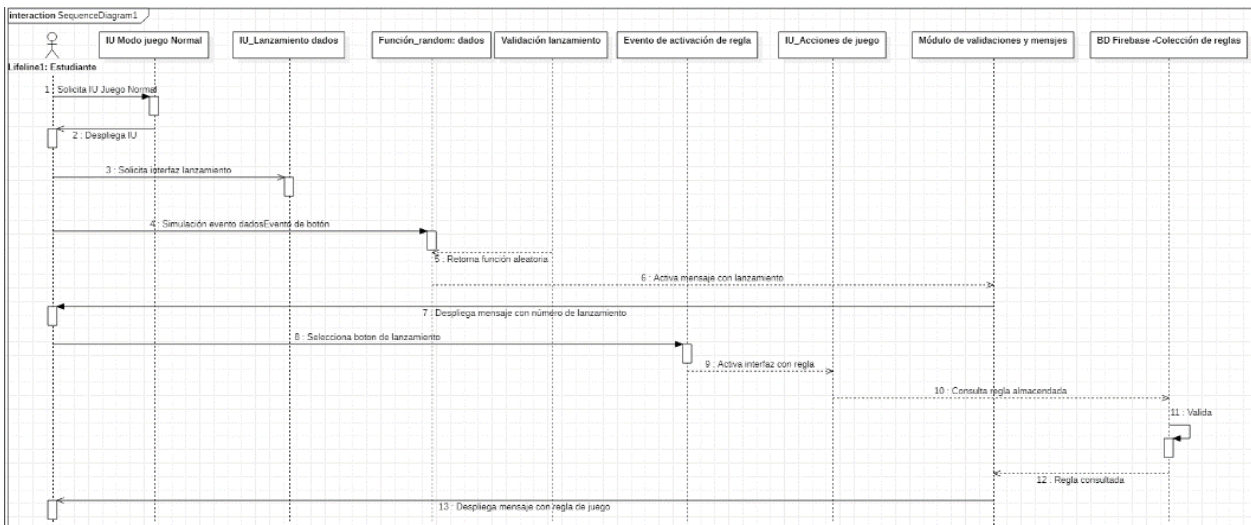 interaction SequenceDiagram1
IU Modo juego Normal
IU_Lanzamiento dados
Función_random: dados
Validación lanzamiento
Evento de activación de regla
IU_Acciones de juego
Módulo de validaciones y mensjes
BD Firebase -Colección de reglas
Lifeline1: Estudiante
1 : Solicita IU Juego Normal
2 : Despliega IU
3 : Solicita interfaz lanzamiento
4 : Simulación evento dadosEvento de botón
5 : Retorna función aleatoria
6 : Activa mensaje con lanzamiento
7 : Despliega mensaje con número de lanzamiento
8 : Selecciona boton de lanzamiento
9 : Activa interfaz con regla
10 : Consulta regla almacendada
11 : Valida
12 : Regla consultada
13 : Despliega mensaje con regla de juego